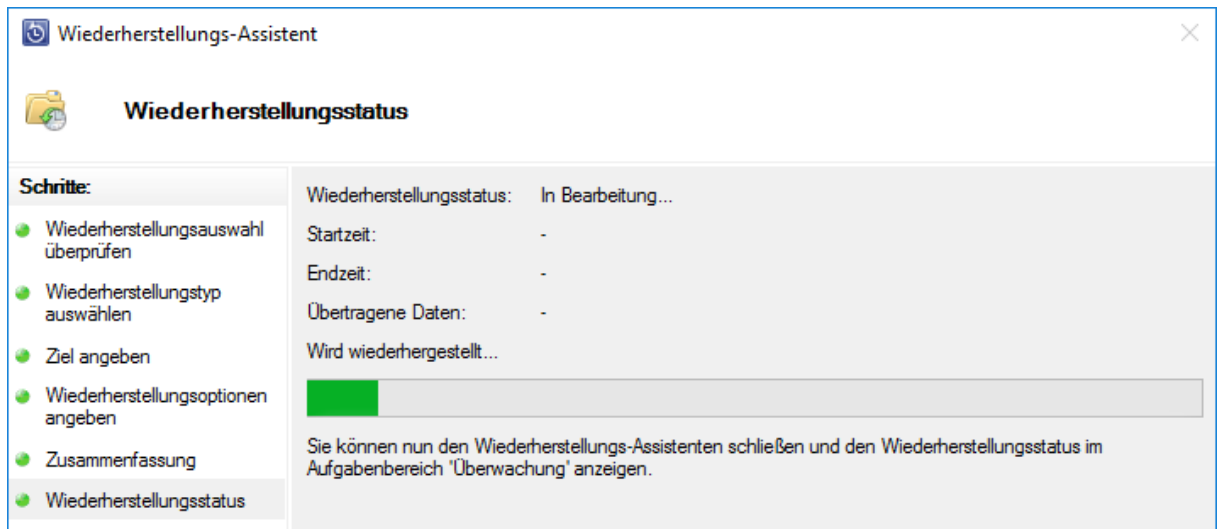 Wiederherstellungs-Assistent
Wiederherstellungsstatus
Schritte:
Wiederherstellungsauswahl
überprüfen
Wiederherstellungstyp
auswählen
Ziel angeben
Wiederherstellungsoptionen
angeben
Zusammenfassung
Wiederherstellungsstatus
Wiederherstellungsstatus: In Bearbeitung...
Startzeit: -
Endzeit: -
Übertragene Daten: -
Wird wiederhergestellt...
Sie können nun den Wiederherstellungs-Assistenten schließen und den Wiederherstellungsstatus im
Aufgabenbereich 'Überwachung' anzeigen.